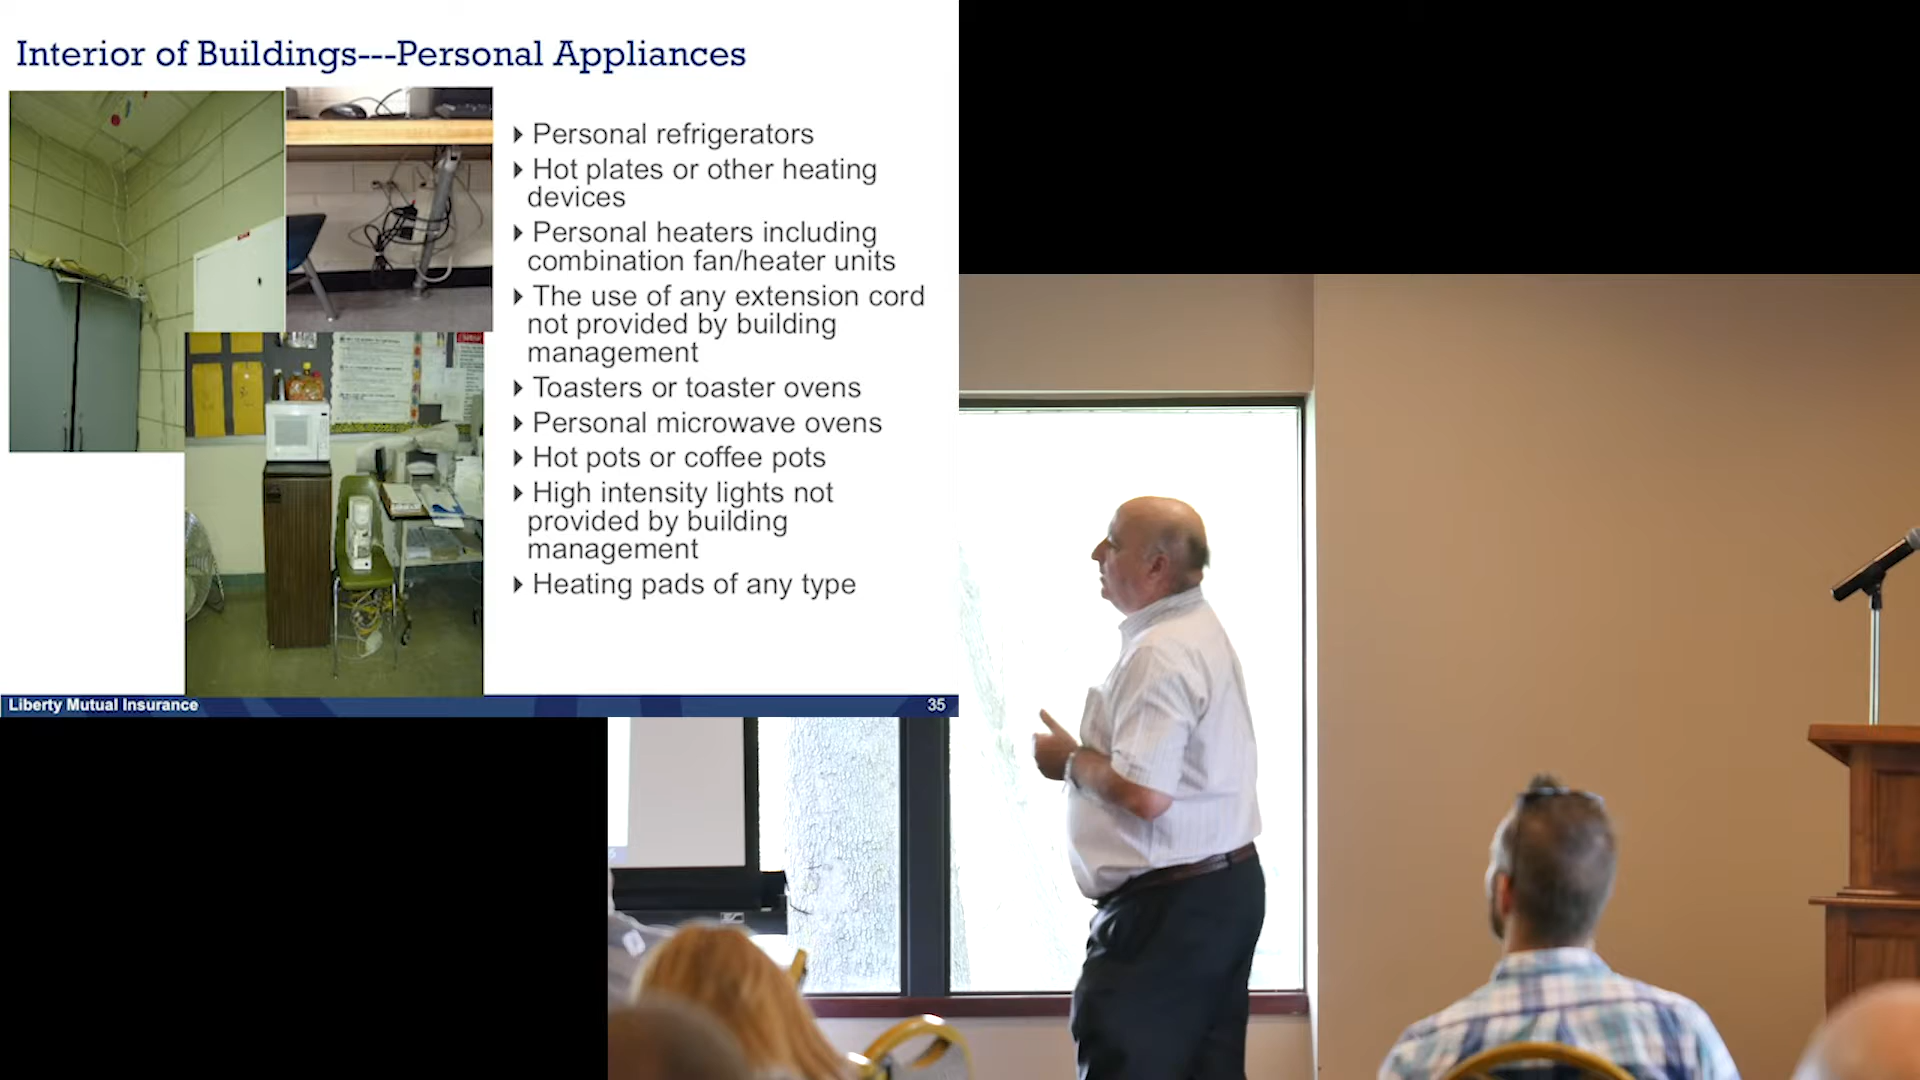 Interior of Buildings---Personal Appliances
Personal refrigerators
Hot plates or other heating
devices
Personal heaters including
combination fan/heater units
The use of any extension cord
not provided by building
management
Toasters or toaster ovens
Personal microwave ovens
Hot pots or coffee pots
High intensity lights not
provided by building
management
Heating pads of any type
Liberty Mutual Insurance
35